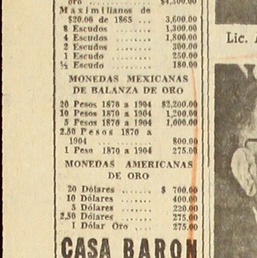 oro ........... $4,500.00
Maximilianos de
$20.00 de 1865 ... 3,600.00
8 Escudos ........ 1,300.00
4 Escudos ........ 1,800.00
2 Escudos ........ 300.00
1 Escudo ........ 250.00
½ Escudo ........ 180.00
MONEDAS MEXICANAS
DE BALANZA DE ORO
20 Pesos 1870 a 1904 $2,200.00
10 Pesos 1870 a 1904 1,200.00
5 Pesos 1870 a 1904 1,000.00
2.50 Pesos 1870 a
1904 ............ 800.00
1 Peso 1870 a 1904 275.00
MONEDAS AMERICANAS
DE ORO
20 Dólares ...... $ 700.00
10 Dólares ...... 400.00
5 Dólares ...... 220.00
2.50 Dólares ...... 275.00
1 Dólar Oro .... 275.00
CASA BARON
Lic.